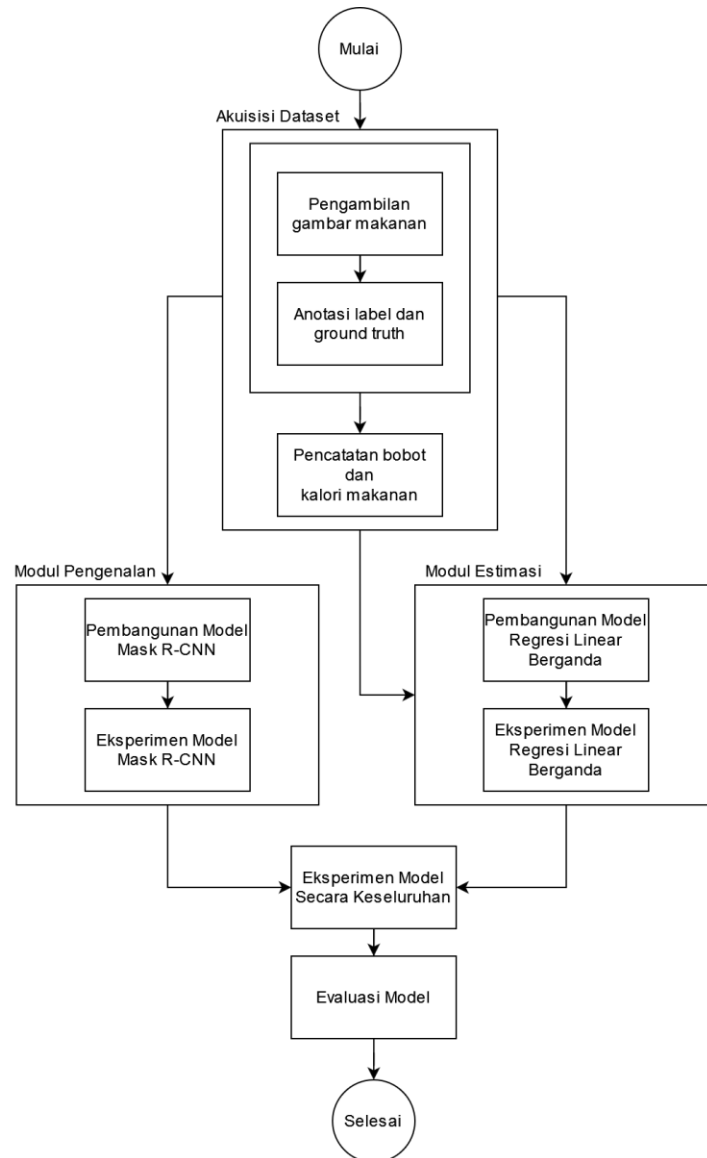 Mulai
Akuisisi Dataset
Pengambilan
gambar makanan
Anotasi label dan
ground truth
Pencatatan bobot
dan
kalori makanan
Modul Pengenalan
Pembangunan Model
Mask R-CNN
Eksperimen Model
Mask R-CNN
Modul Estimasi
Pembangunan Model
Regresi Linear
Berganda
Eksperimen Model
Regresi Linear
Berganda
Eksperimen Model
Secara Keseluruhan
Evaluasi Model
Selesai